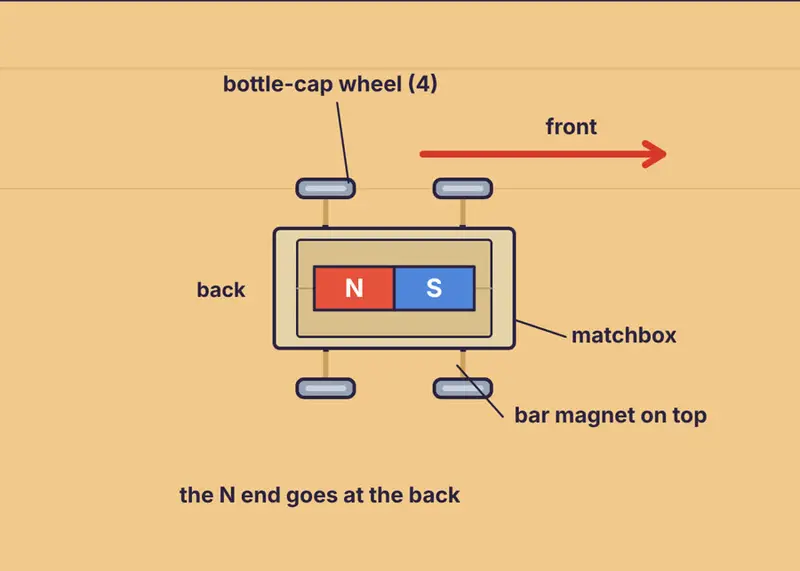 bottle-cap wheel (4)
front
back
N S
matchbox
bar magnet on top
the N end goes at the back